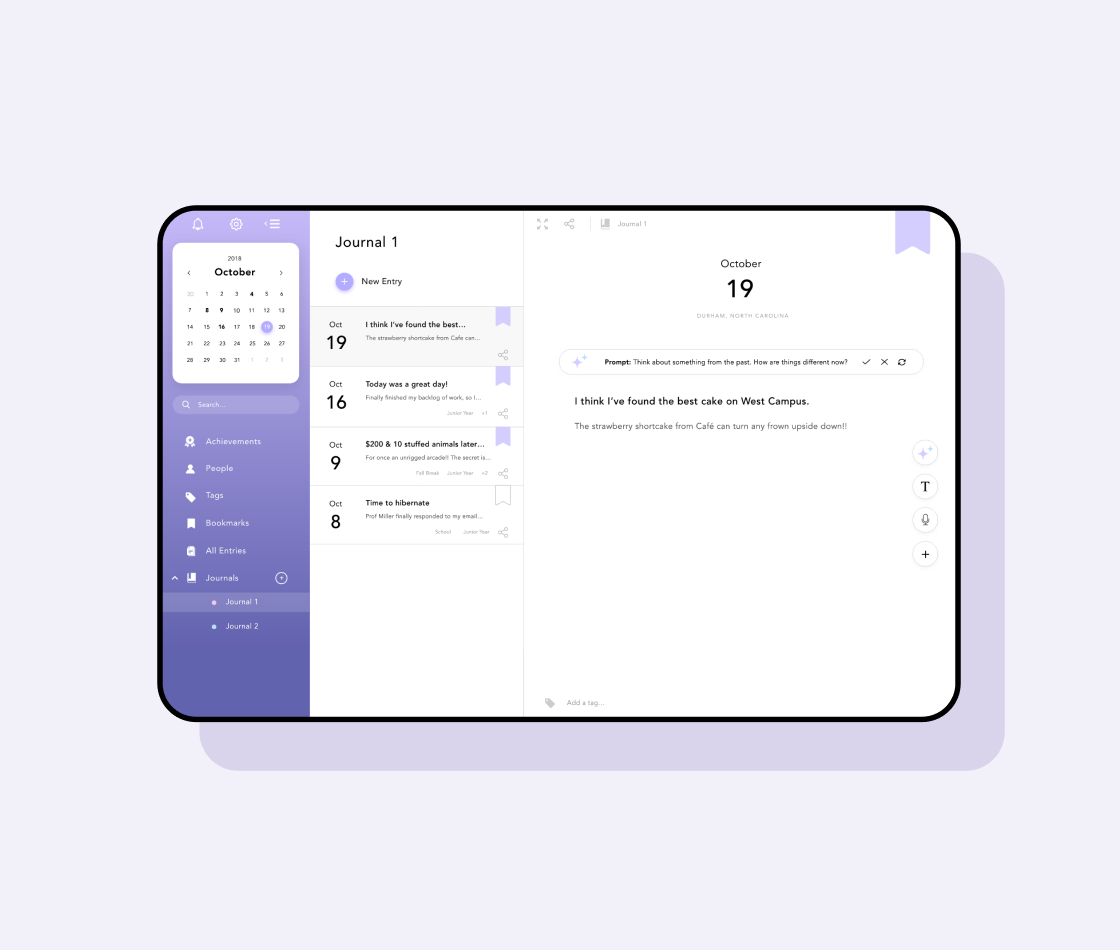 2018
October
30 1 2 3 4 5 6
7 8 9 10 11 12 13
14 15 16 17 18 19 20
21 22 23 24 25 26 27
28 29 30 31 1 2 3
Search...
Achievements
People
Tags
Bookmarks
All Entries
Journals
Journal 1
Journal 2
Journal 1
New Entry
Oct
19
I think I've found the best...
The strawberry shortcake from Cafe can...
Oct
16
Today was a great day!
Finally finished my backlog of work, so I...
Junior Year +1
Oct
9
$200 & 10 stuffed animals later...
For once an unrigged arcade!! The secret is...
Fall Break Junior Year +2
Oct
8
Time to hibernate
Prof Miller finally responded to my email...
School Junior Year
Journal 1
October
19
DURHAM, NORTH CAROLINA
Prompt: Think about something from the past. How are things different now?
I think I've found the best cake on West Campus.
The strawberry shortcake from Café can turn any frown upside down!!
T
Add a tag...